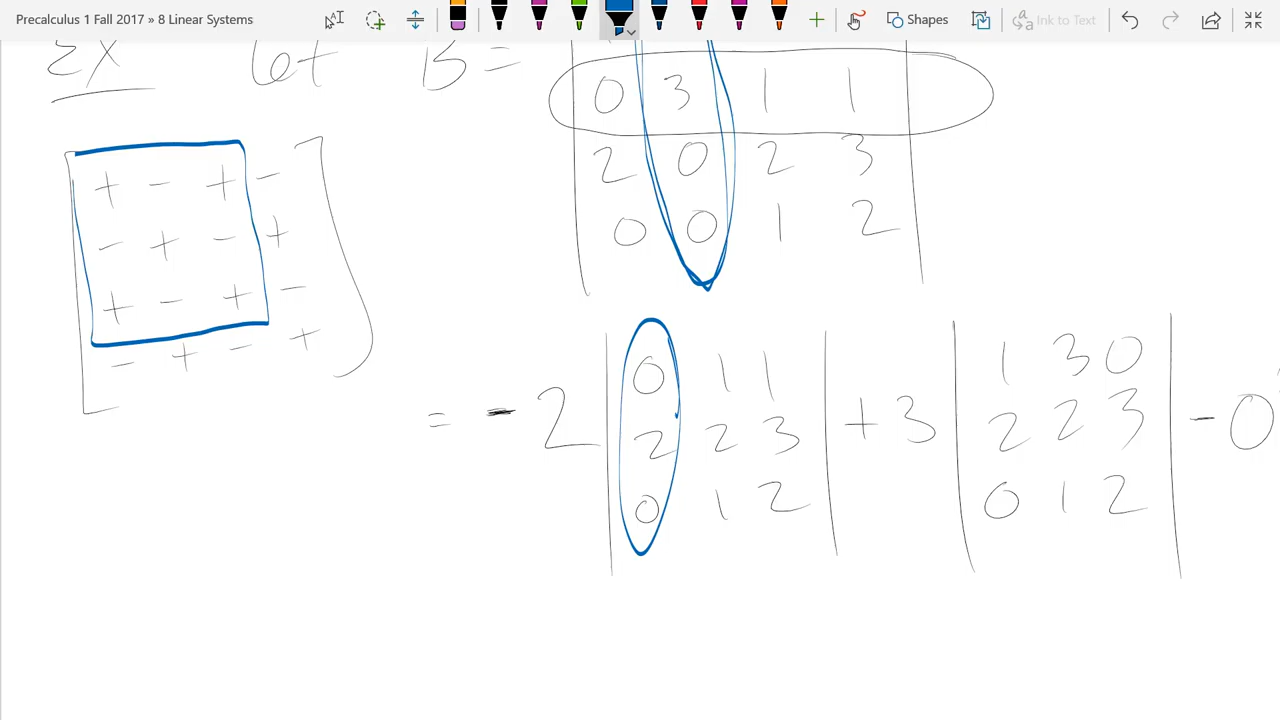 Precalculus 1 Fall 2017 » 8 Linear Systems
Shapes
Ink to Text
Ex let B =
0 3 1 1
2 0 2 3
0 0 1 2
+ - + -
- + - +
+ - + -
- + - +
= - 2 | 0 1 1 | + 3 | 1 3 0 | - 0
2 2 3 2 2 3
0 1 2 0 1 2